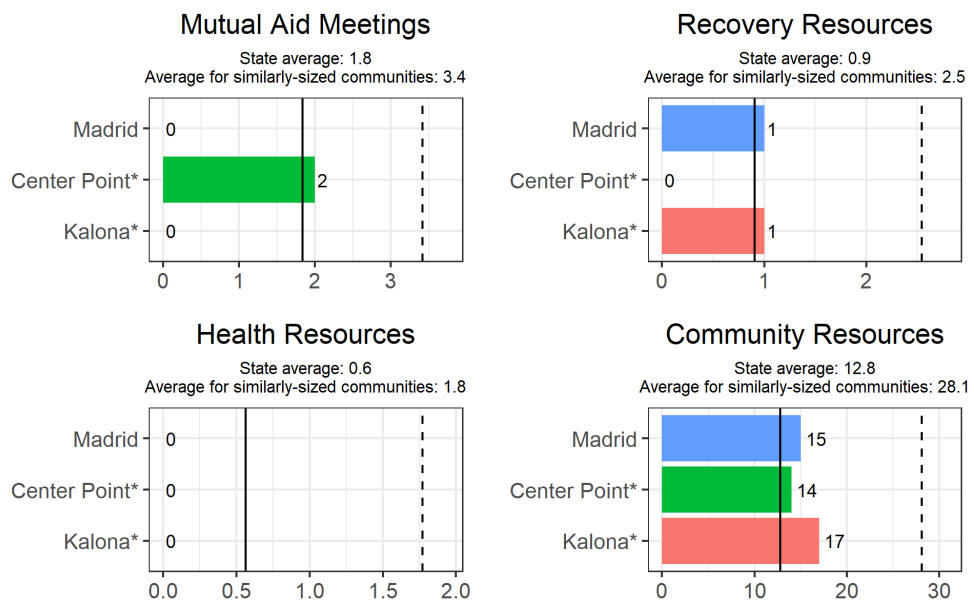 Mutual Aid Meetings
State average: 1.8
Average for similarly-sized communities: 3.4
Madrid
0
Center Point*
2
Kalona*
0
0 1 2 3
Recovery Resources
State average: 0.9
Average for similarly-sized communities: 2.5
Madrid
1
Center Point*
0
Kalona*
1
0 1 2
Health Resources
State average: 0.6
Average for similarly-sized communities: 1.8
Madrid
0
Center Point*
0
Kalona*
0
0.0 0.5 1.0 1.5 2.0
Community Resources
State average: 12.8
Average for similarly-sized communities: 28.1
Madrid
15
Center Point*
14
Kalona*
17
0 10 20 30